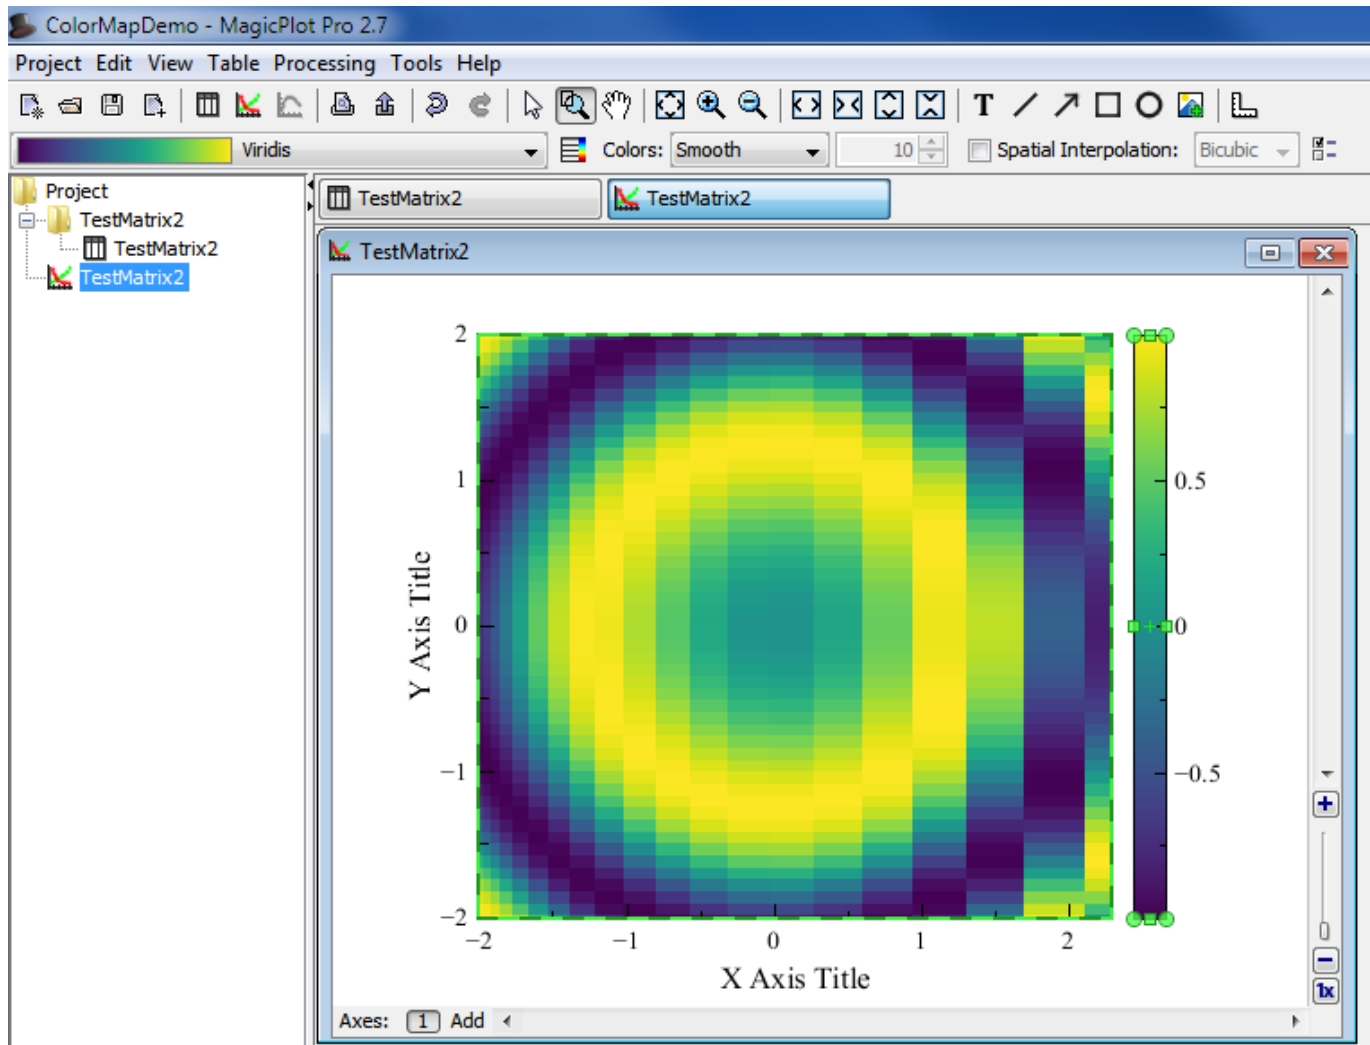 ColorMapDemo - MagicPlot Pro 2.7
Project Edit View Table Processing Tools Help
T
Viridis Colors: Smooth 10 Spatial Interpolation: Bicubic
Project
TestMatrix2
TestMatrix2
TestMatrix2
TestMatrix2 TestMatrix2
TestMatrix2
2
1
0
−1
−2
Y Axis Title
−2 −1 0 1 2
X Axis Title
0.5
0
−0.5
1x
Axes: 1 Add